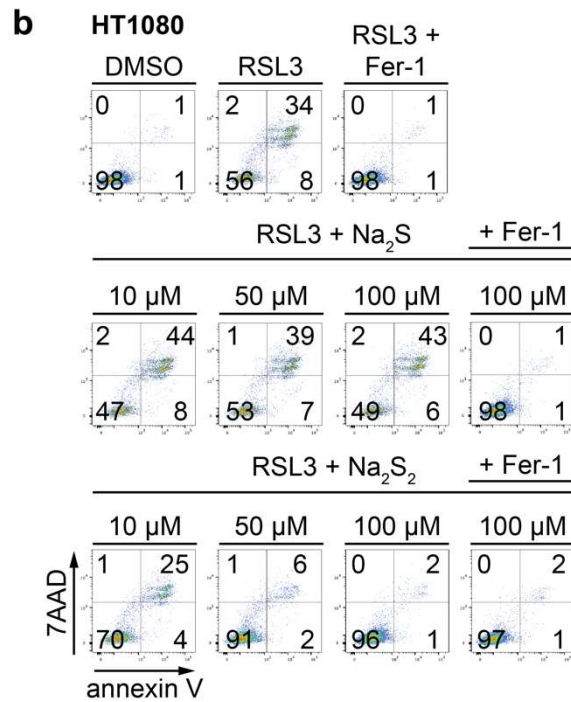 b HT1080
DMSO RSL3 RSL3 +
Fer-1
0 1 2 34 0 1
98 1 56 8 98 1
RSL3 + Na₂S + Fer-1
10 µM 50 µM 100 µM 100 µM
2 44 1 39 2 43 0 1
47 8 53 7 49 6 98 1
RSL3 + Na₂S₂ + Fer-1
10 µM 50 µM 100 µM 100 µM
1 25 1 6 0 2 0 2
70 4 91 2 96 1 97 1
7AAD
annexin V